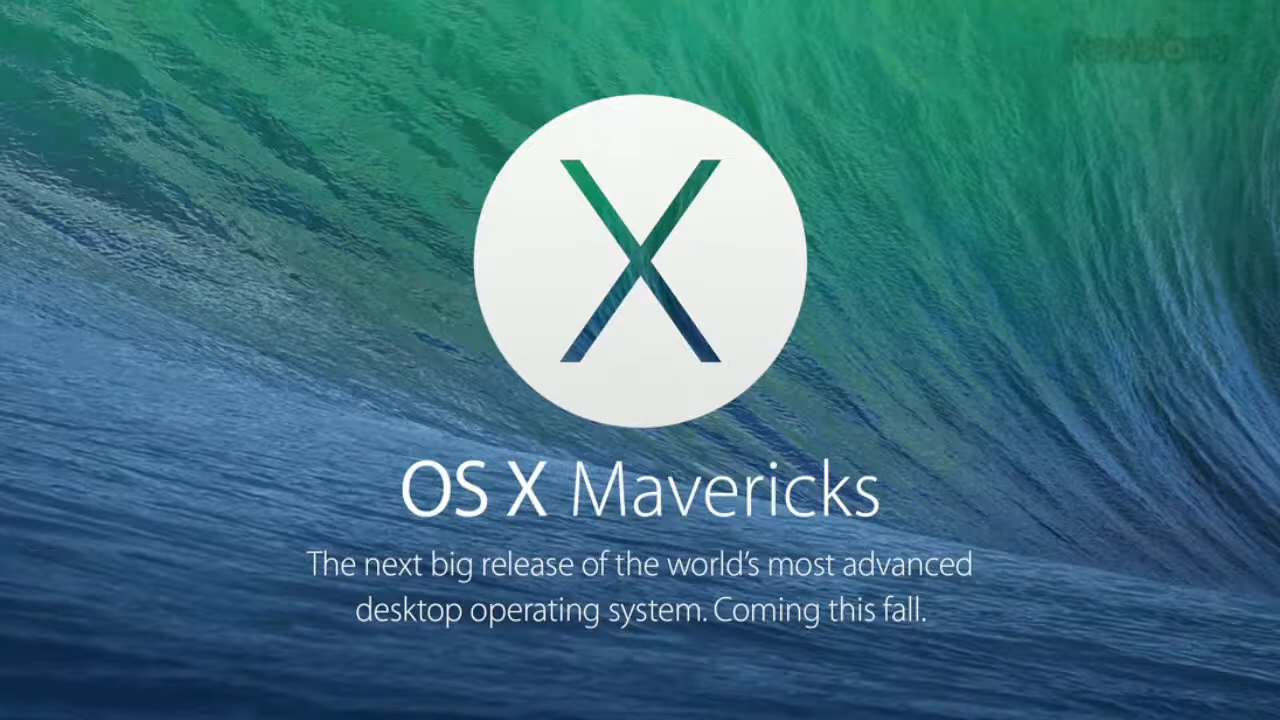 X
OS X Mavericks
The next big release of the world's most advanced
desktop operating system. Coming this fall.